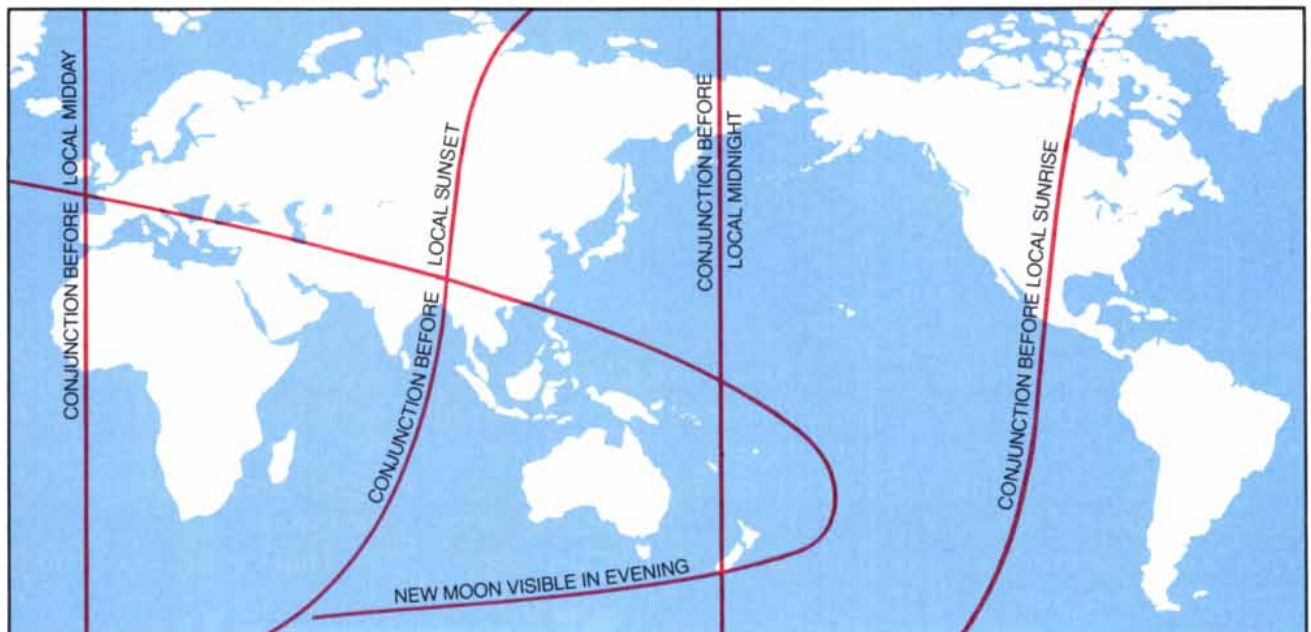 CONJUNCTION BEFORE LOCAL MIDDAY
CONJUNCTION BEFORE LOCAL SUNSET
CONJUNCTION BEFORE
LOCAL MIDNIGHT
CONJUNCTION BEFORE LOCAL SUNRISE
NEW MOON VISIBLE IN EVENING